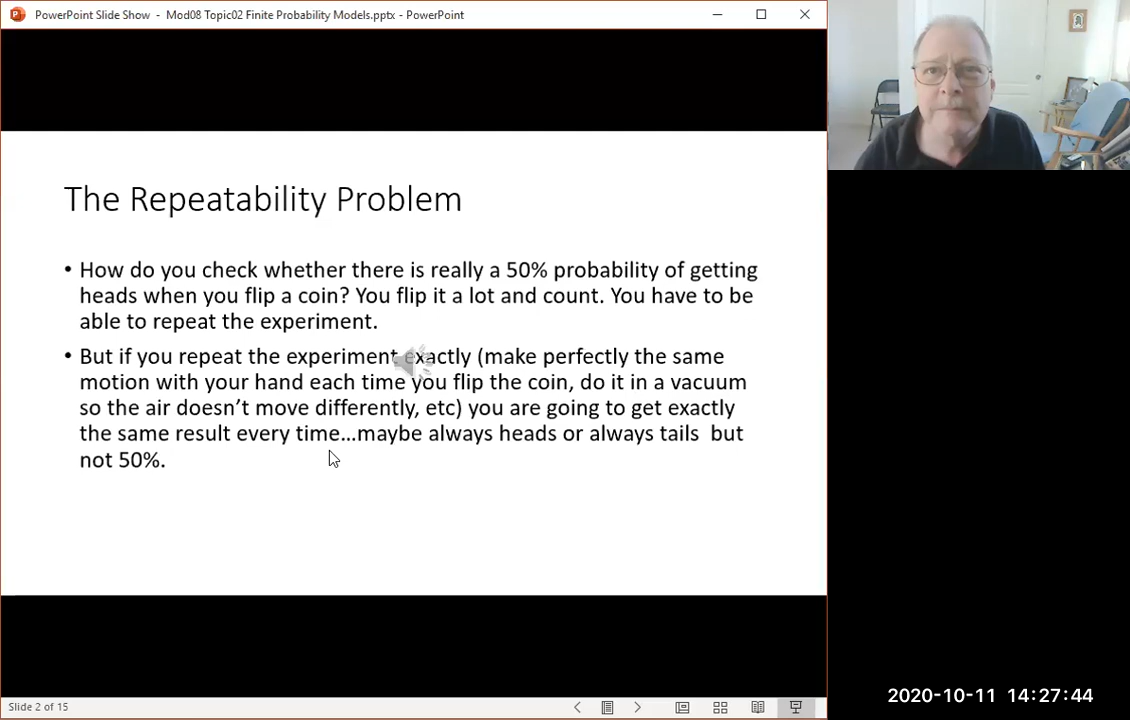 PowerPoint Slide Show - Mod08 Topic02 Finite Probability Models.pptx - PowerPoint
The Repeatability Problem
• How do you check whether there is really a 50% probability of getting
heads when you flip a coin? You flip it a lot and count. You have to be
able to repeat the experiment.
• But if you repeat the experiment exactly (make perfectly the same
motion with your hand each time you flip the coin, do it in a vacuum
so the air doesn’t move differently, etc) you are going to get exactly
the same result every time…maybe always heads or always tails but
not 50%.
Slide 2 of 15
2020-10-11 14:27:44